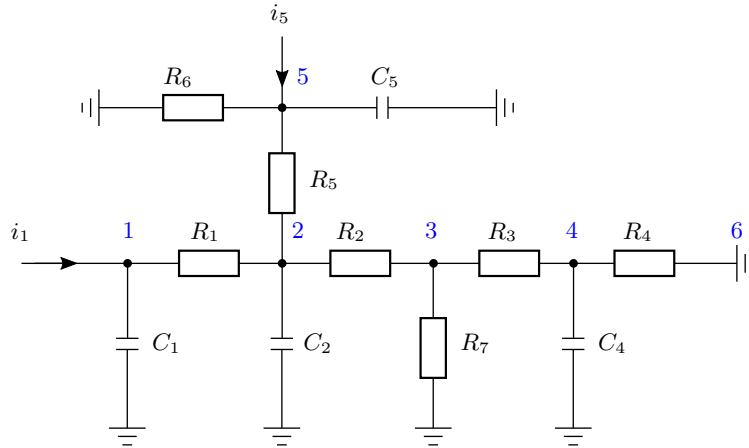 i₅
R₆ 5 C₅
R₅
i₁ 1 R₁ 2 R₂ 3 R₃ 4 R₄ 6
C₁ C₂ R₇ C₄